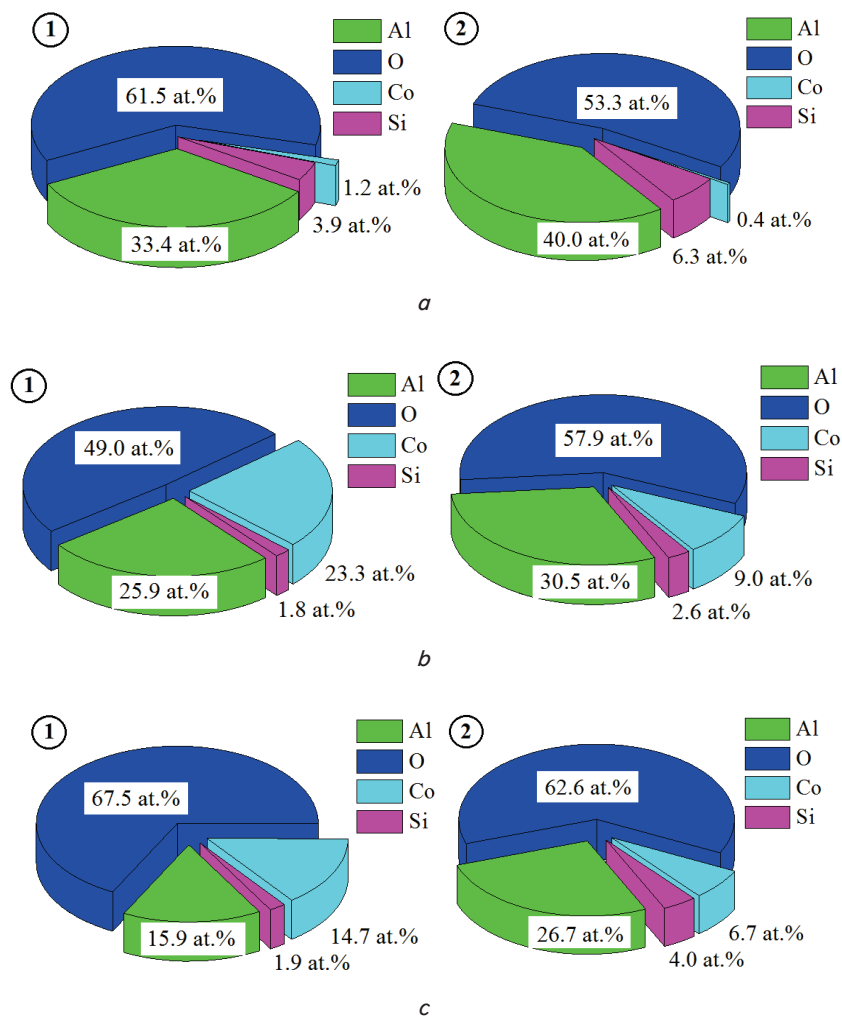 1
Al
O
Co
Si
61.5 at.%
1.2 at.%
3.9 at.%
33.4 at.%
2
Al
O
Co
Si
53.3 at.%
0.4 at.%
40.0 at.%
6.3 at.%
a
1
Al
O
Co
Si
49.0 at.%
23.3 at.%
25.9 at.%
1.8 at.%
2
Al
O
Co
Si
57.9 at.%
9.0 at.%
30.5 at.%
2.6 at.%
b
1
Al
O
Co
Si
67.5 at.%
14.7 at.%
15.9 at.%
1.9 at.%
2
Al
O
Co
Si
62.6 at.%
6.7 at.%
26.7 at.%
4.0 at.%
c